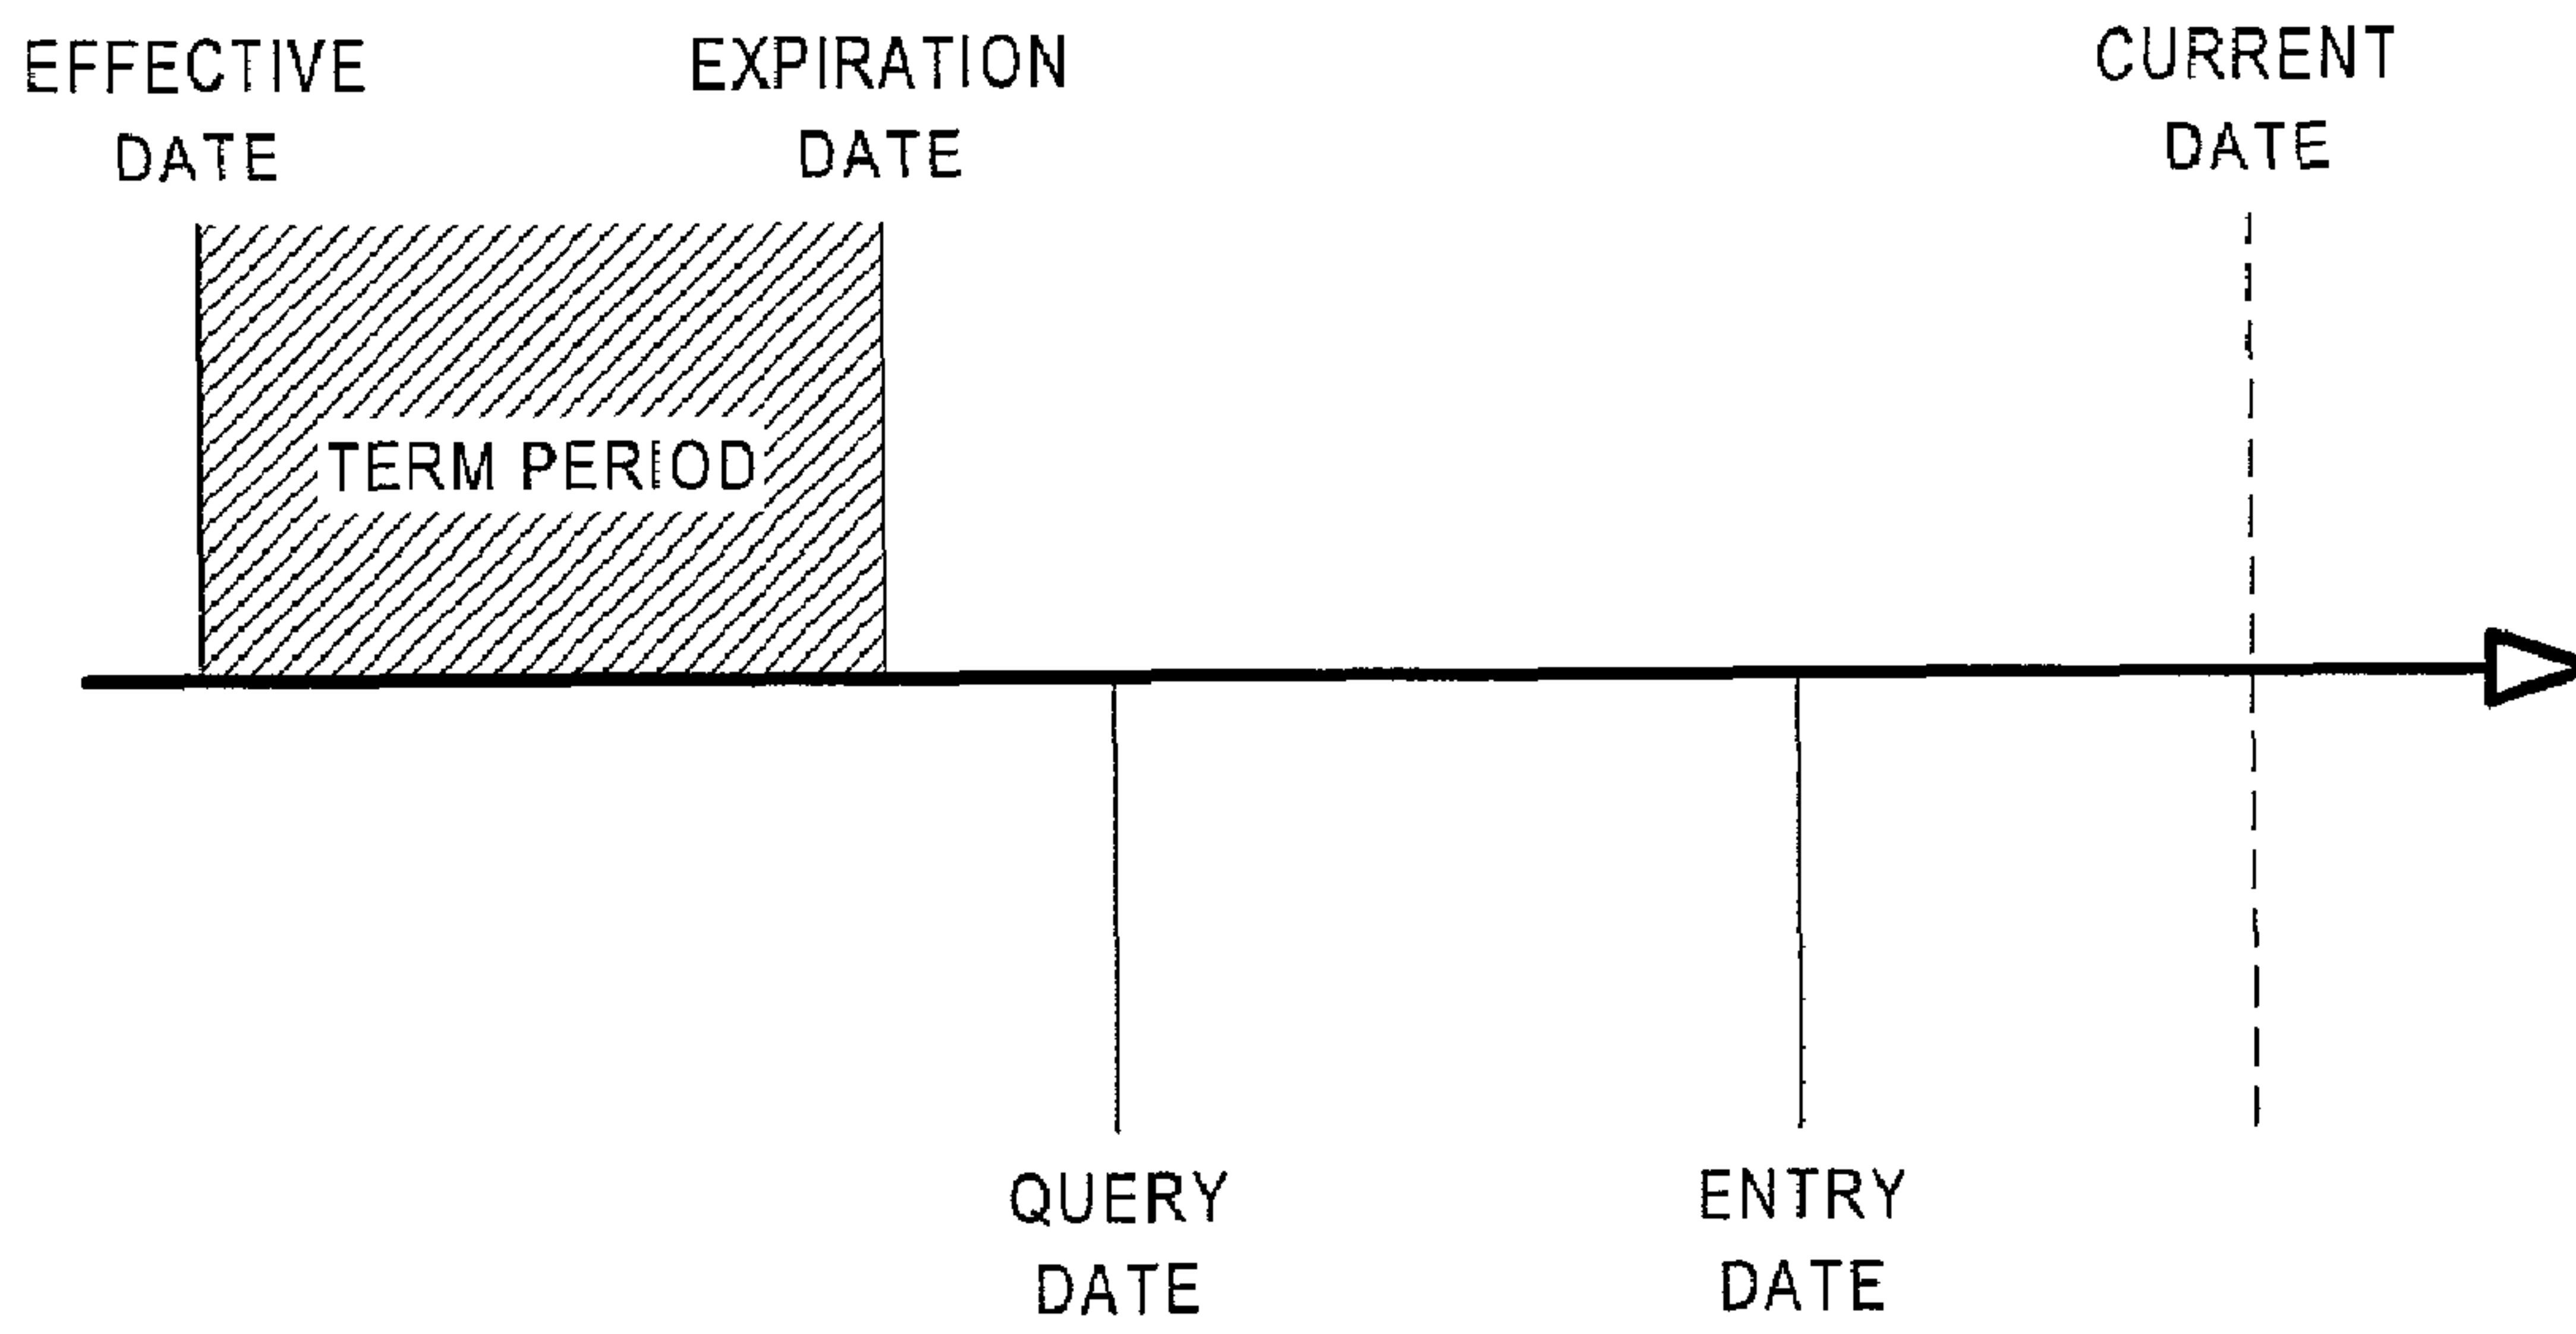 EFFECTIVE
DATE
EXPIRATION
DATE
CURRENT
DATE
TERM PERIOD
QUERY
DATE
ENTRY
DATE